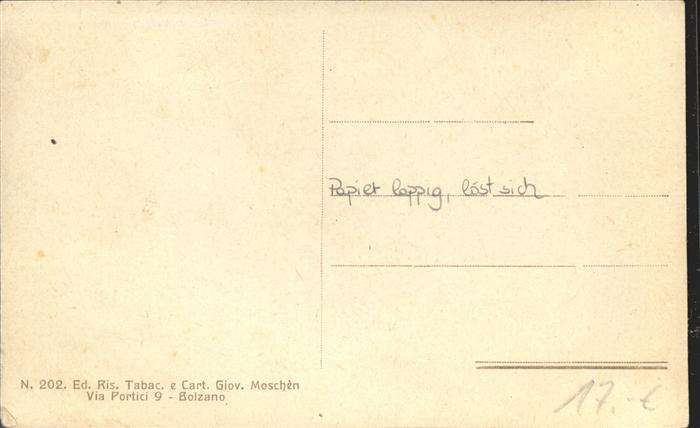 Papier lappig, löst sich
N. 202. Ed. Ris. Tabac. e Cart. Giov. Moschèn
Via Portici 9 - Bolzano
17.-€